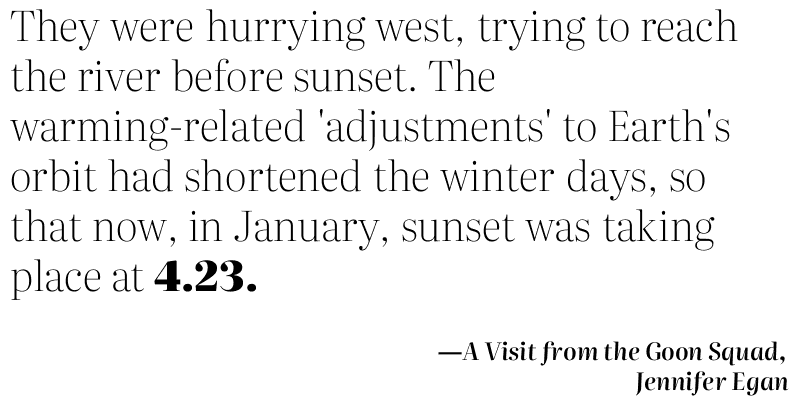 They were hurrying west, trying to reach
the river before sunset. The
warming-related 'adjustments' to Earth's
orbit had shortened the winter days, so
that now, in January, sunset was taking
place at 4.23.
—A Visit from the Goon Squad,
Jennifer Egan